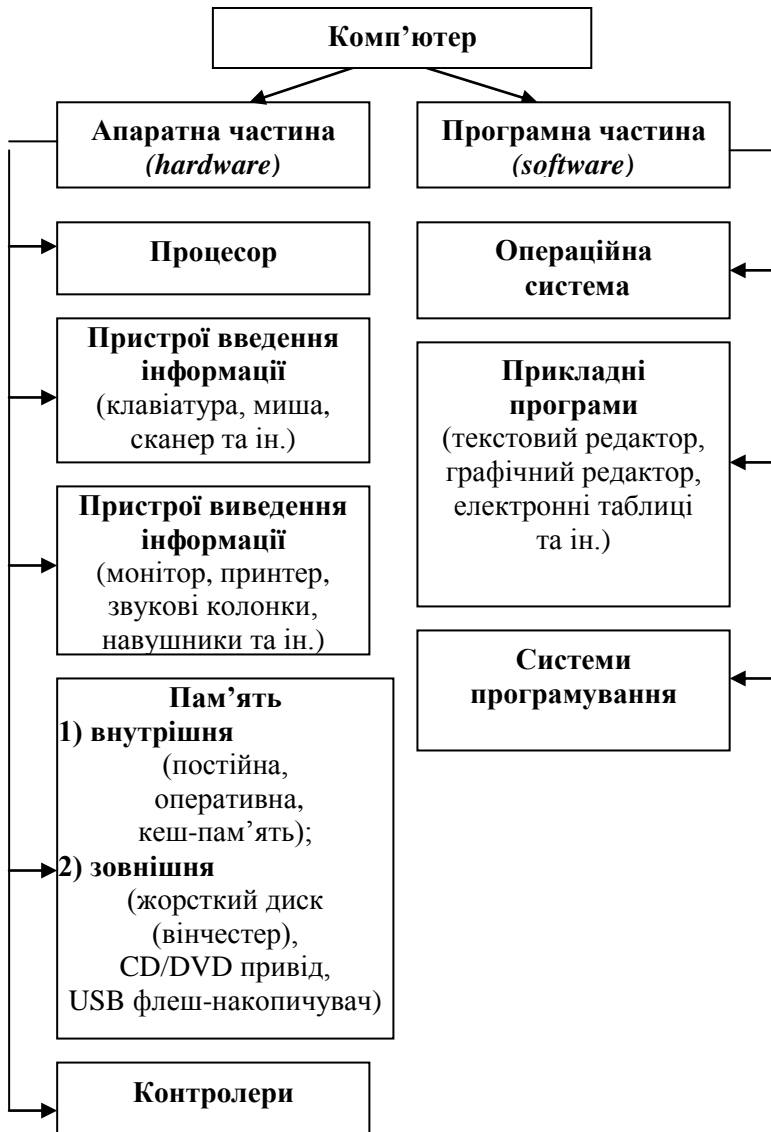 Комп’ютер
Апаратна частина
(hardware)
Процесор
Пристрої введення
інформації
(клавіатура, миша,
сканер та ін.)
Пристрої виведення
інформації
(монітор, принтер,
звукові колонки,
навушники та ін.)
Пам’ять
1) внутрішня
(постійна,
оперативна,
кеш-пам’ять);
2) зовнішня
(жорсткий диск
(вінчестер),
CD/DVD привід,
USB флеш-накопичувач)
Контролери
Програмна частина
(software)
Операційна
система
Прикладні
програми
(текстовий редактор,
графічний редактор,
електронні таблиці
та ін.)
Системи
програмування